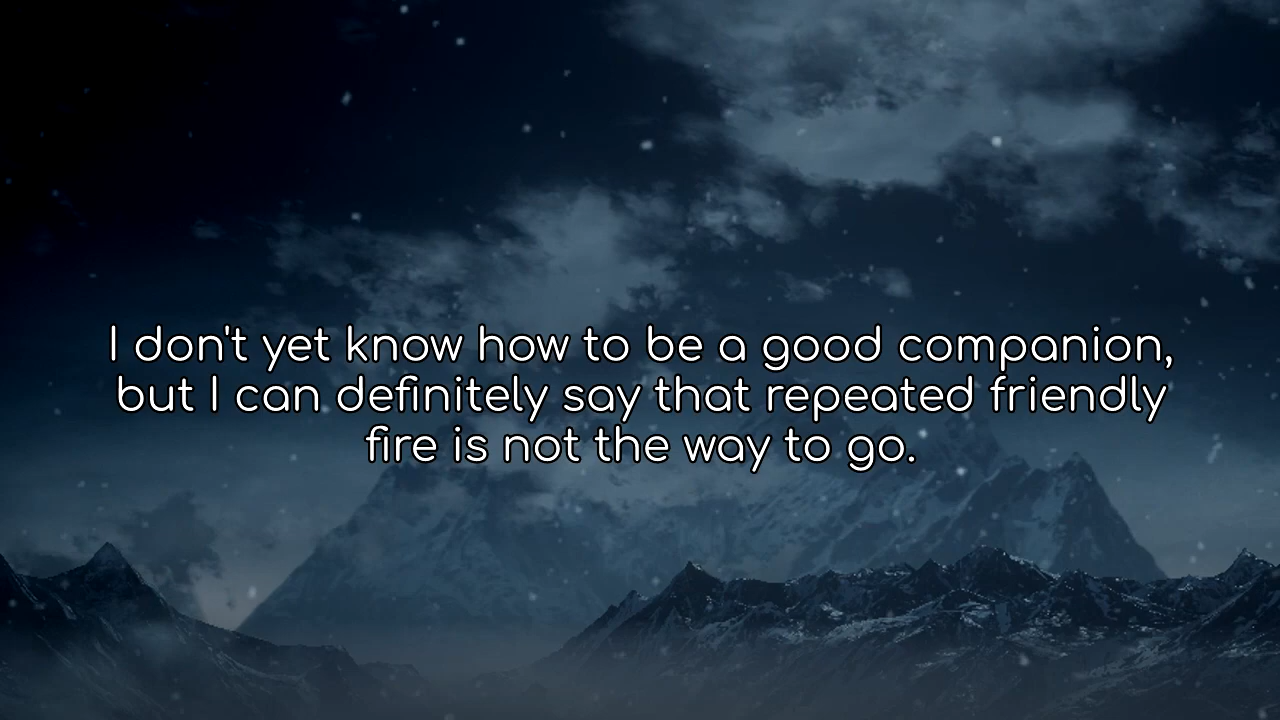 I don't yet know how to be a good companion,
but I can definitely say that repeated friendly
fire is not the way to go.